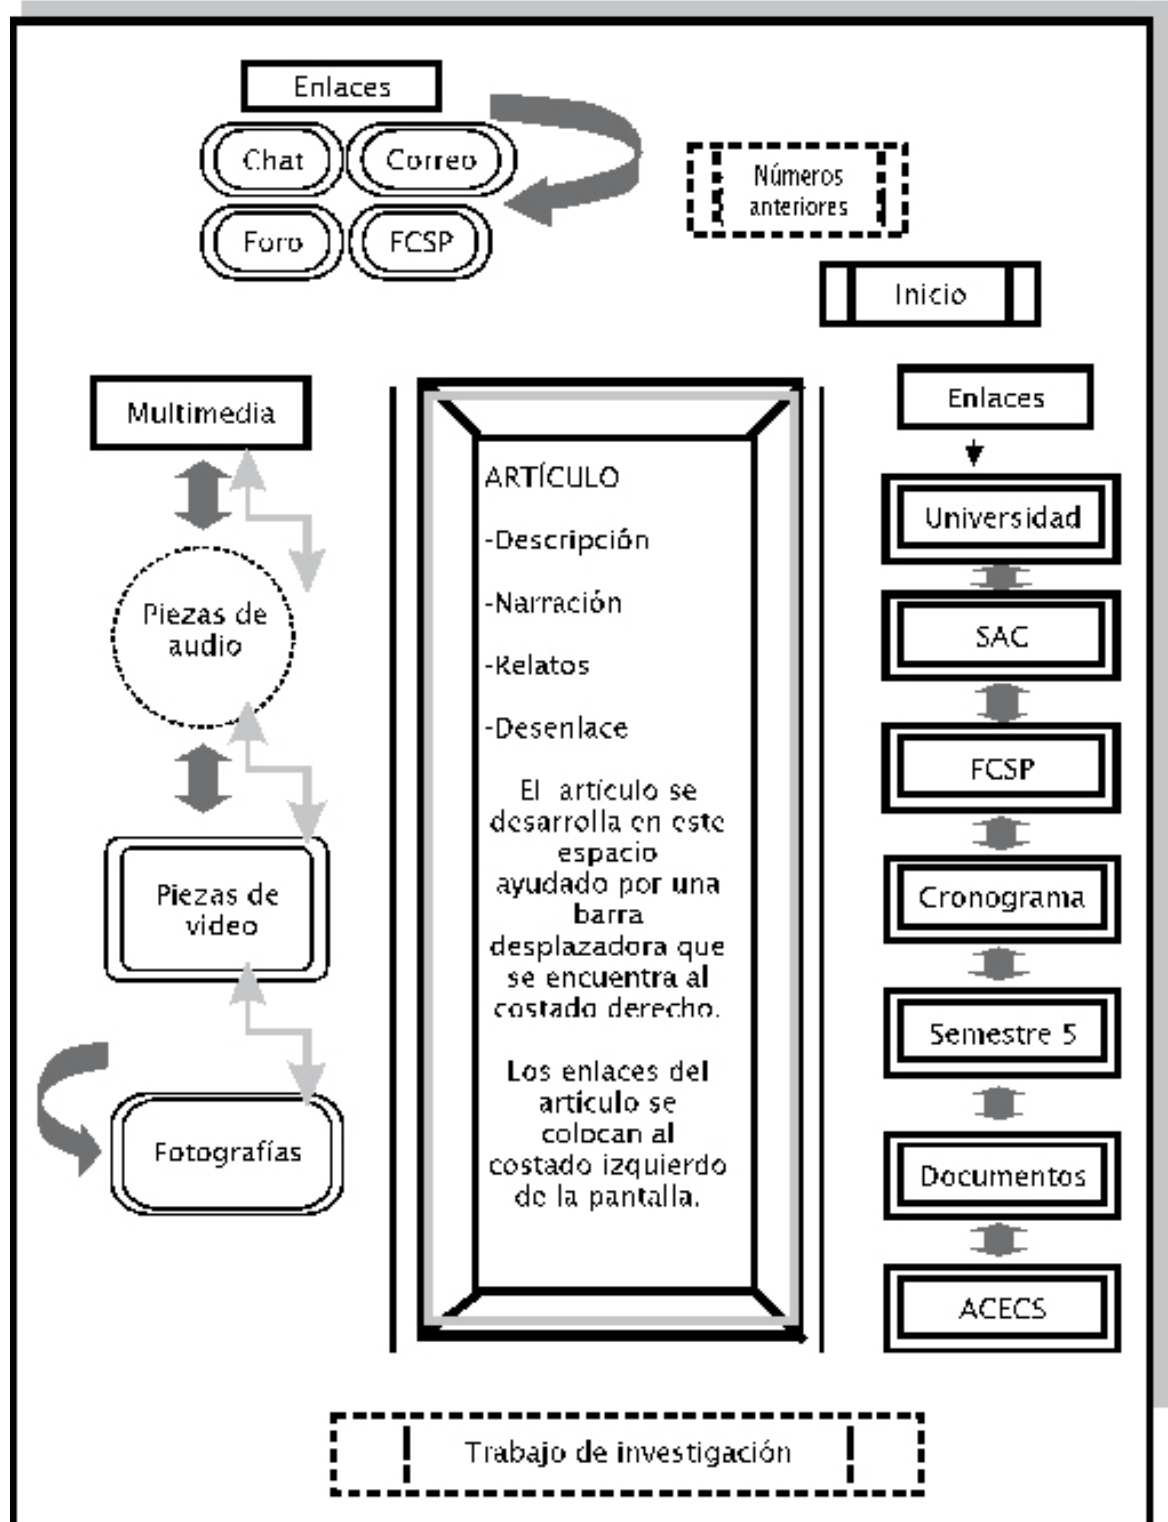 Enlaces
Chat
Correo
Foro
FCSP
Números
anteriores
Inicio
Multimedia
Piezas de
audio
Piezas de
video
Fotografías
ARTÍCULO
-Descripción
-Narración
-Relatos
-Desenlace
El artículo se
desarrolla en este
espacio
ayudado por una
barra
desplazadora que
se encuentra al
costado derecho.
Los enlaces del
artículo se
colocan al
costado izquierdo
de la pantalla.
Enlaces
Universidad
SAC
FCSP
Cronograma
Semestre 5
Documentos
ACECS
Trabajo de investigación